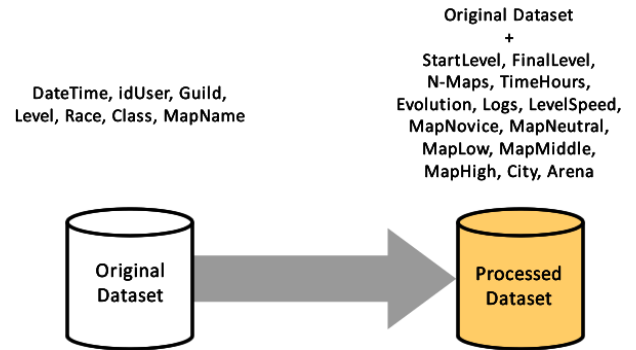 DateTime, idUser, Guild,
Level, Race, Class, MapName
Original
Dataset
Original Dataset
+
StartLevel, FinalLevel,
N-Maps, TimeHours,
Evolution, Logs, LevelSpeed,
MapNovice, MapNeutral,
MapLow, MapMiddle,
MapHigh, City, Arena
Processed
Dataset